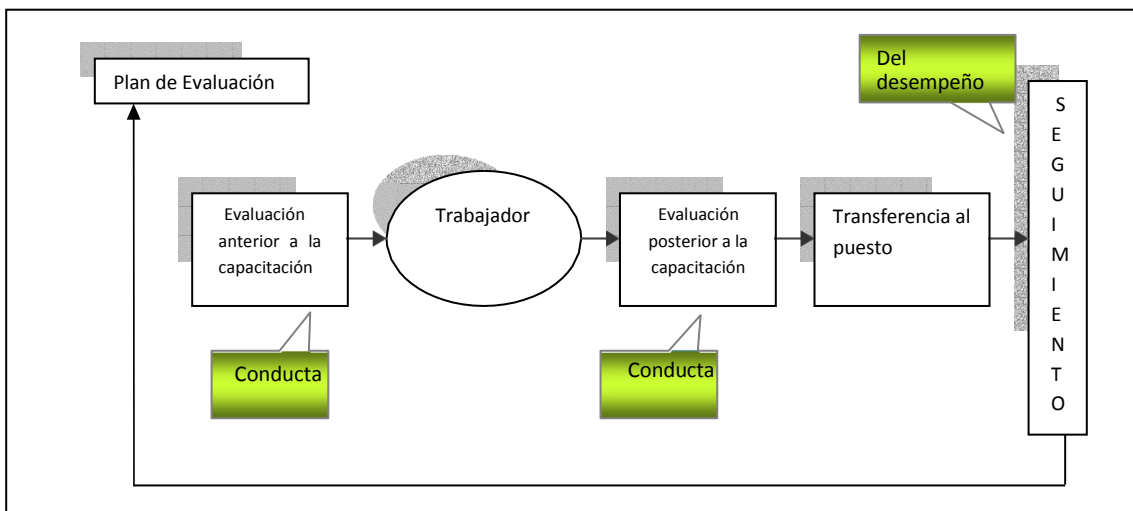 Plan de Evaluación
Del
desempeño
Evaluación
anterior a la
capacitación
Trabajador
Evaluación
posterior a la
capacitación
Transferencia al
puesto
S
E
G
U
I
M
I
E
N
T
O
Conducta
Conducta